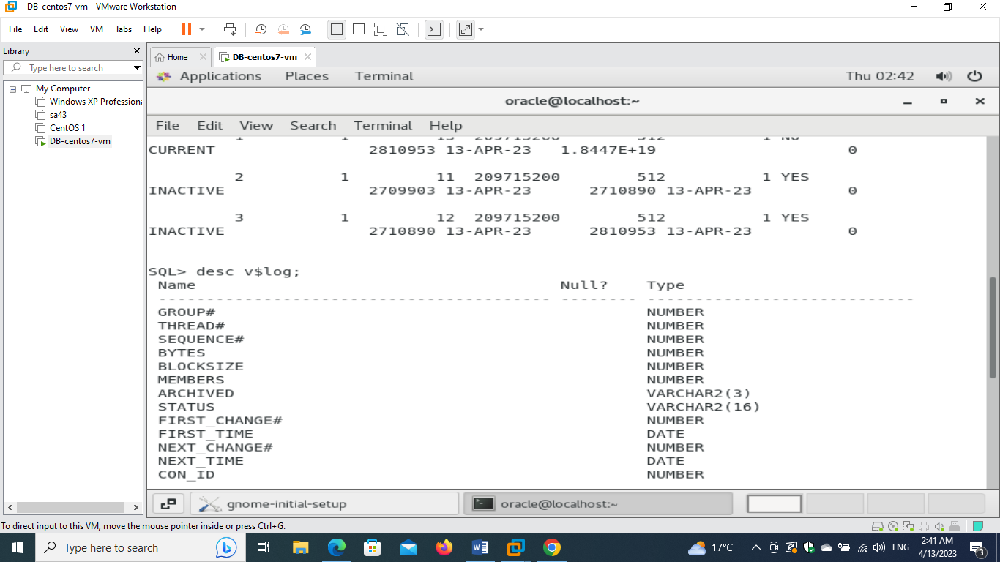 DB-centos7-vm - VMware Workstation
File Edit View VM Tabs Help
Library
Type here to search
My Computer
Windows XP Professiona
sa43
CentOS 1
DB-centos7-vm
Home DB-centos7-vm
Applications Places Terminal Thu 02:42
oracle@localhost:~
File Edit View Search Terminal Help
1 1 13 209715200 512 1 NO
CURRENT 2810953 13-APR-23 1.8447E+19 0
2 1 11 209715200 512 1 YES
INACTIVE 2709903 13-APR-23 2710890 13-APR-23 0
3 1 12 209715200 512 1 YES
INACTIVE 2710890 13-APR-23 2810953 13-APR-23 0
SQL> desc v$log;
Name Null? Type
----------------------------------------- -------- ----------------------------
GROUP# NUMBER
THREAD# NUMBER
SEQUENCE# NUMBER
BYTES NUMBER
BLOCKSIZE NUMBER
MEMBERS NUMBER
ARCHIVED VARCHAR2(3)
STATUS VARCHAR2(16)
FIRST_CHANGE# NUMBER
FIRST_TIME DATE
NEXT_CHANGE# NUMBER
NEXT_TIME DATE
CON_ID NUMBER
gnome-initial-setup oracle@localhost:~
To direct input to this VM, move the mouse pointer inside or press Ctrl+G.
Type here to search
17°C
ENG
2:41 AM
4/13/2023
3